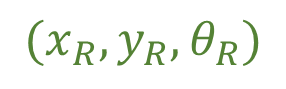 (x_R, y_R, θ_R)